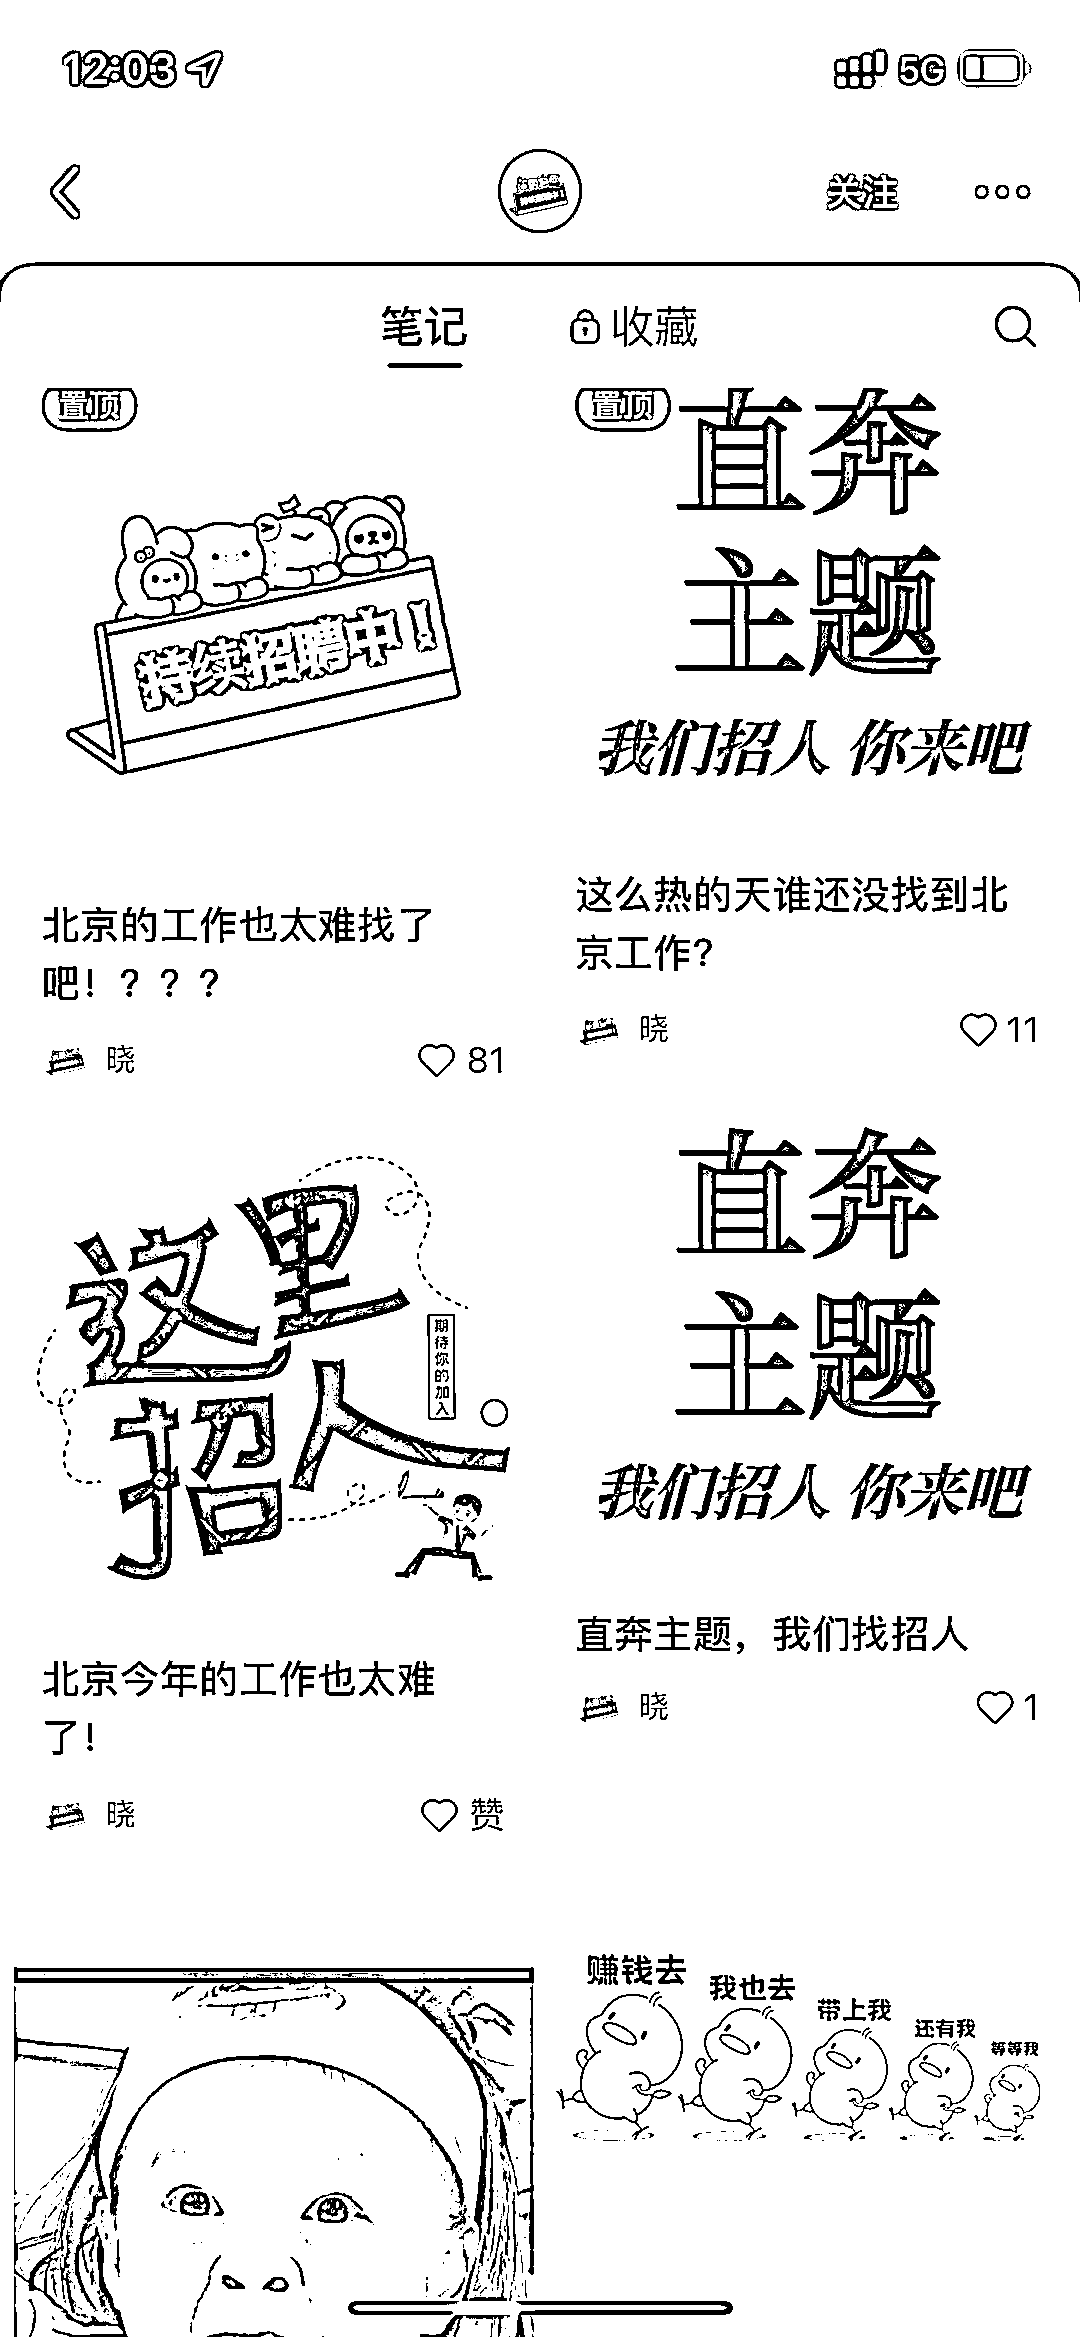 12:03
5G
关注
笔记
收藏
置顶
持续招聘中！
北京的工作也太难找了
吧！？？？
晓
81
置顶
直奔
主题
我们招人 你来吧
这么热的天谁还没找到北
京工作？
晓
11
这里
招人
期待你的加入
北京今年的工作也太难
了！
晓
赞
直奔
主题
我们招人 你来吧
直奔主题，我们找招人
晓
1
赚钱去
我也去
带上我
还有我
等等我